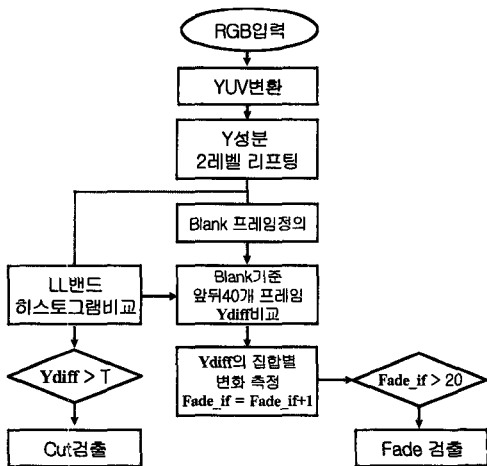 RGB입력
YUV변환
Y성분
2레벨 리프팅
Blank 프레임정의
LL밴드
히스토그램비교
Blank기준
앞뒤40개 프레임
Ydiff비교
Ydiff > T
Ydiff의 집합별
변화 측정
Fade_if = Fade_if+1
Fade_if > 20
Cut검출
Fade 검출